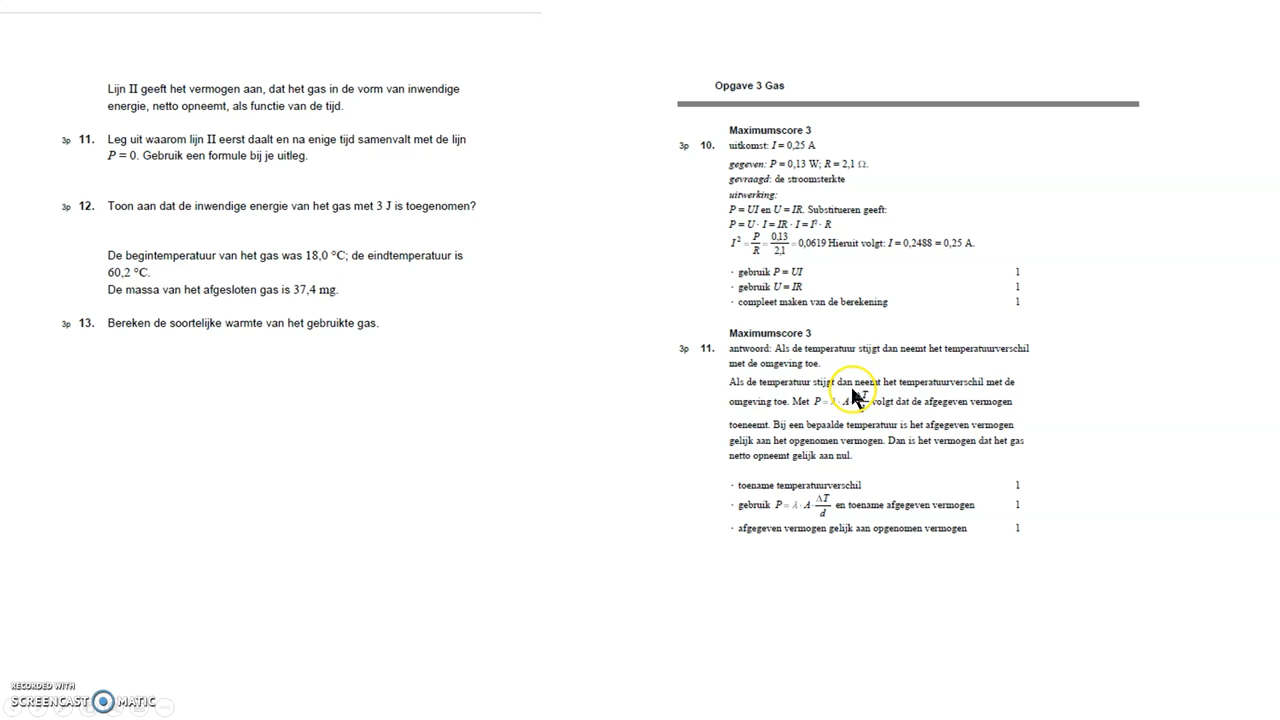 Lijn II geeft het vermogen aan, dat het gas in de vorm van inwendige
energie, netto opneemt, als functie van de tijd.
3p 11. Leg uit waarom lijn II eerst daalt en na enige tijd samenvalt met de lijn
P = 0. Gebruik een formule bij je uitleg.
3p 12. Toon aan dat de inwendige energie van het gas met 3 J is toegenomen?
De begintemperatuur van het gas was 18,0 °C; de eindtemperatuur is
60,2 °C.
De massa van het afgesloten gas is 37,4 mg.
3p 13. Bereken de soortelijke warmte van het gebruikte gas.
Opgave 3 Gas
Maximumscore 3
3p 10. uitkomst: I = 0,25 A
gegeven: P = 0,13 W; R = 2,1 Ω.
gevraagd: de stroomsterkte
uitwerking:
P = UI en U = IR. Substitueren geeft:
P = U · I = IR · I = I² · R
I² = P/R = 0,13/2,1 = 0,0619 Hieruit volgt: I = 0,2488 = 0,25 A.
· gebruik P = UI 1
· gebruik U = IR 1
· compleet maken van de berekening 1
Maximumscore 3
3p 11. antwoord: Als de temperatuur stijgt dan neemt het temperatuurverschil
met de omgeving toe.
Als de temperatuur stijgt dan neemt het temperatuurverschil met de
omgeving toe. Met P = λ · A volgt dat de afgegeven vermogen
toeneemt. Bij een bepaalde temperatuur is het afgegeven vermogen
gelijk aan het opgenomen vermogen. Dan is het vermogen dat het gas
netto opneemt gelijk aan nul.
· toename temperatuurverschil 1
· gebruik P = λ · A · ΔT/d en toename afgegeven vermogen 1
· afgegeven vermogen gelijk aan opgenomen vermogen 1
RECORDED WITH
SCREENCAST MATIC